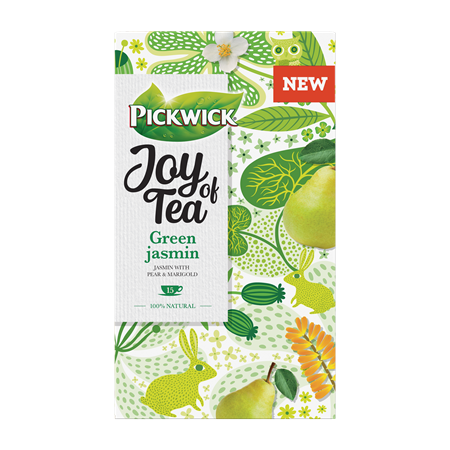 NEW
PICKWICK
Joy of
Tea
Green
jasmin
JASMIN WITH
PEAR & MARIGOLD
15
100% NATURAL